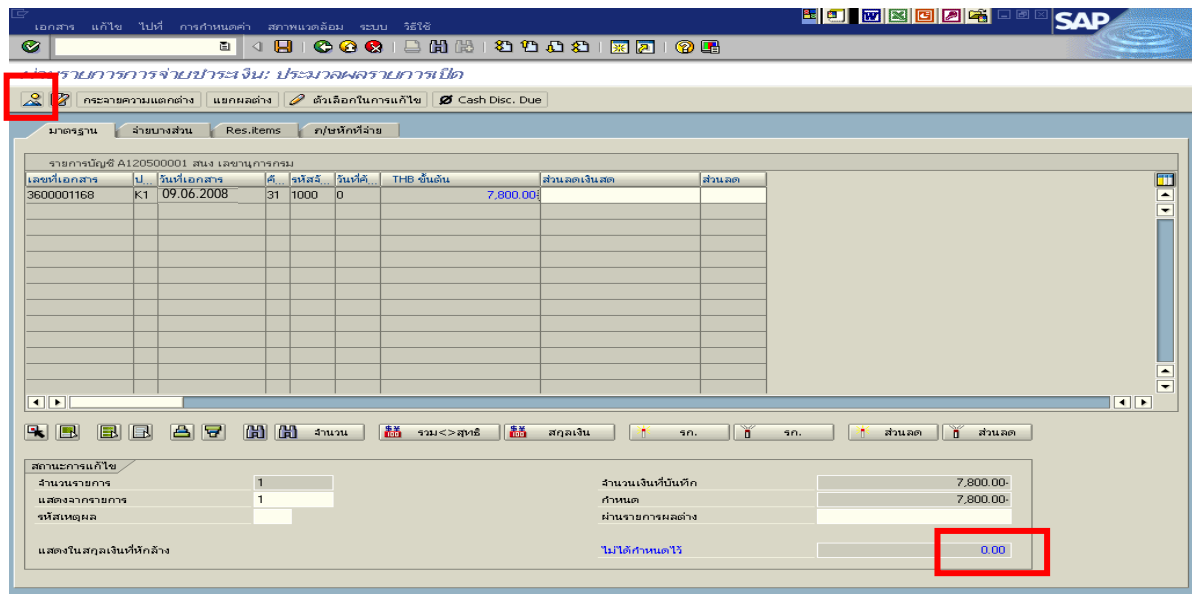 เอกสาร แก้ไข ไปที่ การกำหนดค่า สภาพแวดล้อม ระบบ วิธีใช้
SAP
ผ่านรายการการจ่ายชำระเงิน: ประมวลผลรายการเปิด
กระจายความแตกต่าง แยกผลต่าง ตัวเลือกในการแก้ไข Cash Disc. Due
มาตรฐาน จ่ายบางส่วน Res.items ภ/ษหักที่จ่าย
รายการบัญชี A120500001 สนง เลขานุการกรม
เลขที่เอกสาร ป... วันที่เอกสาร คี... รหัสธุ... วันที่คั... THB ขั้นต้น ส่วนลดเงินสด ส่วนลด
3600001168 K1 09.06.2008 31 1000 0 7,800.00-
จำนวน รวม<>สุทธิ สกุลเงิน รก. รก. ส่วนลด ส่วนลด
สถานะการแก้ไข
จำนวนรายการ 1 จำนวนเงินที่บันทึก 7,800.00-
แสดงจากรายการ 1 กำหนด 7,800.00-
รหัสเหตุผล ผ่านรายการผลต่าง
แสดงในสกุลเงินที่หักล้าง ไม่ได้กำหนดไว้ 0.00